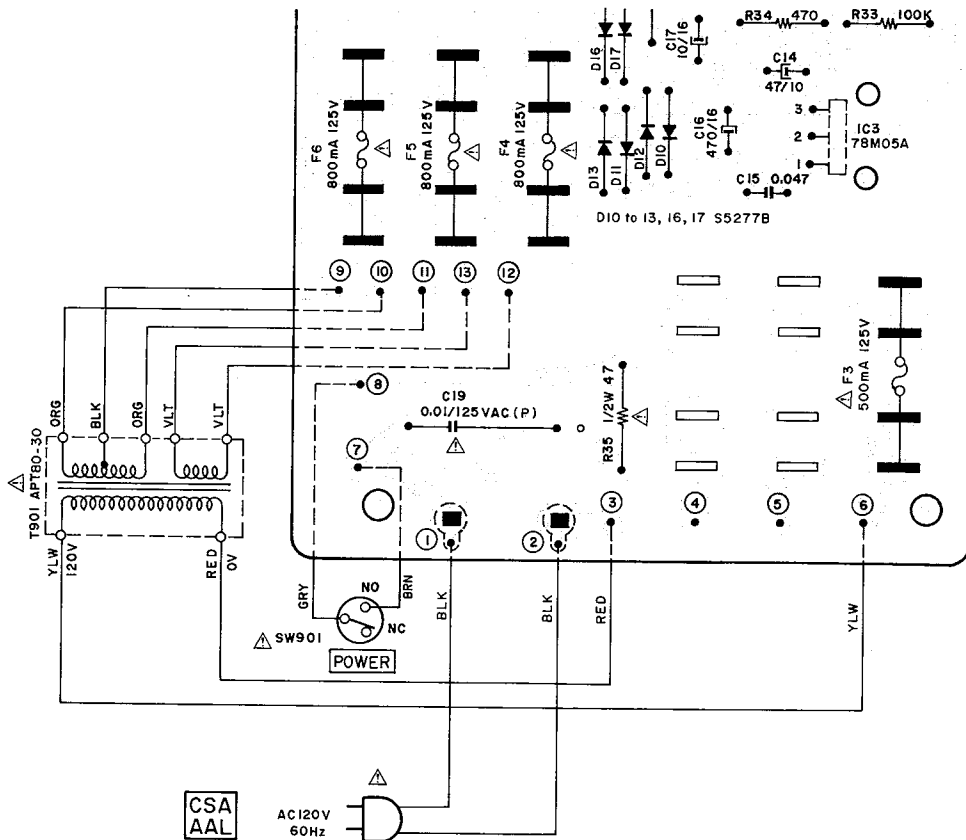 R34 470
R33 100K
C17
10/16
D16
D17
C14
47/10
F6
800mA 125V
F5
800mA 125V
F4
800mA 125V
C16
470/16
3
2
1
IC3
78M05A
D13
D11
D12
D10
C15 0.047
D10 to 13, 16, 17 S5277B
9
10
11
13
12
8
C19
0.01/125 VAC (P)
R35 1/2W 47
F3
500mA 125V
7
ORG
BLK
ORG
VLT
VLT
T901 APT80-30
1
2
3
4
5
6
YLW
120V
RED
0V
GRY
BRN
NO
NC
SW901
POWER
BLK
BLK
RED
YLW
CSA
AAL
AC120V
60Hz